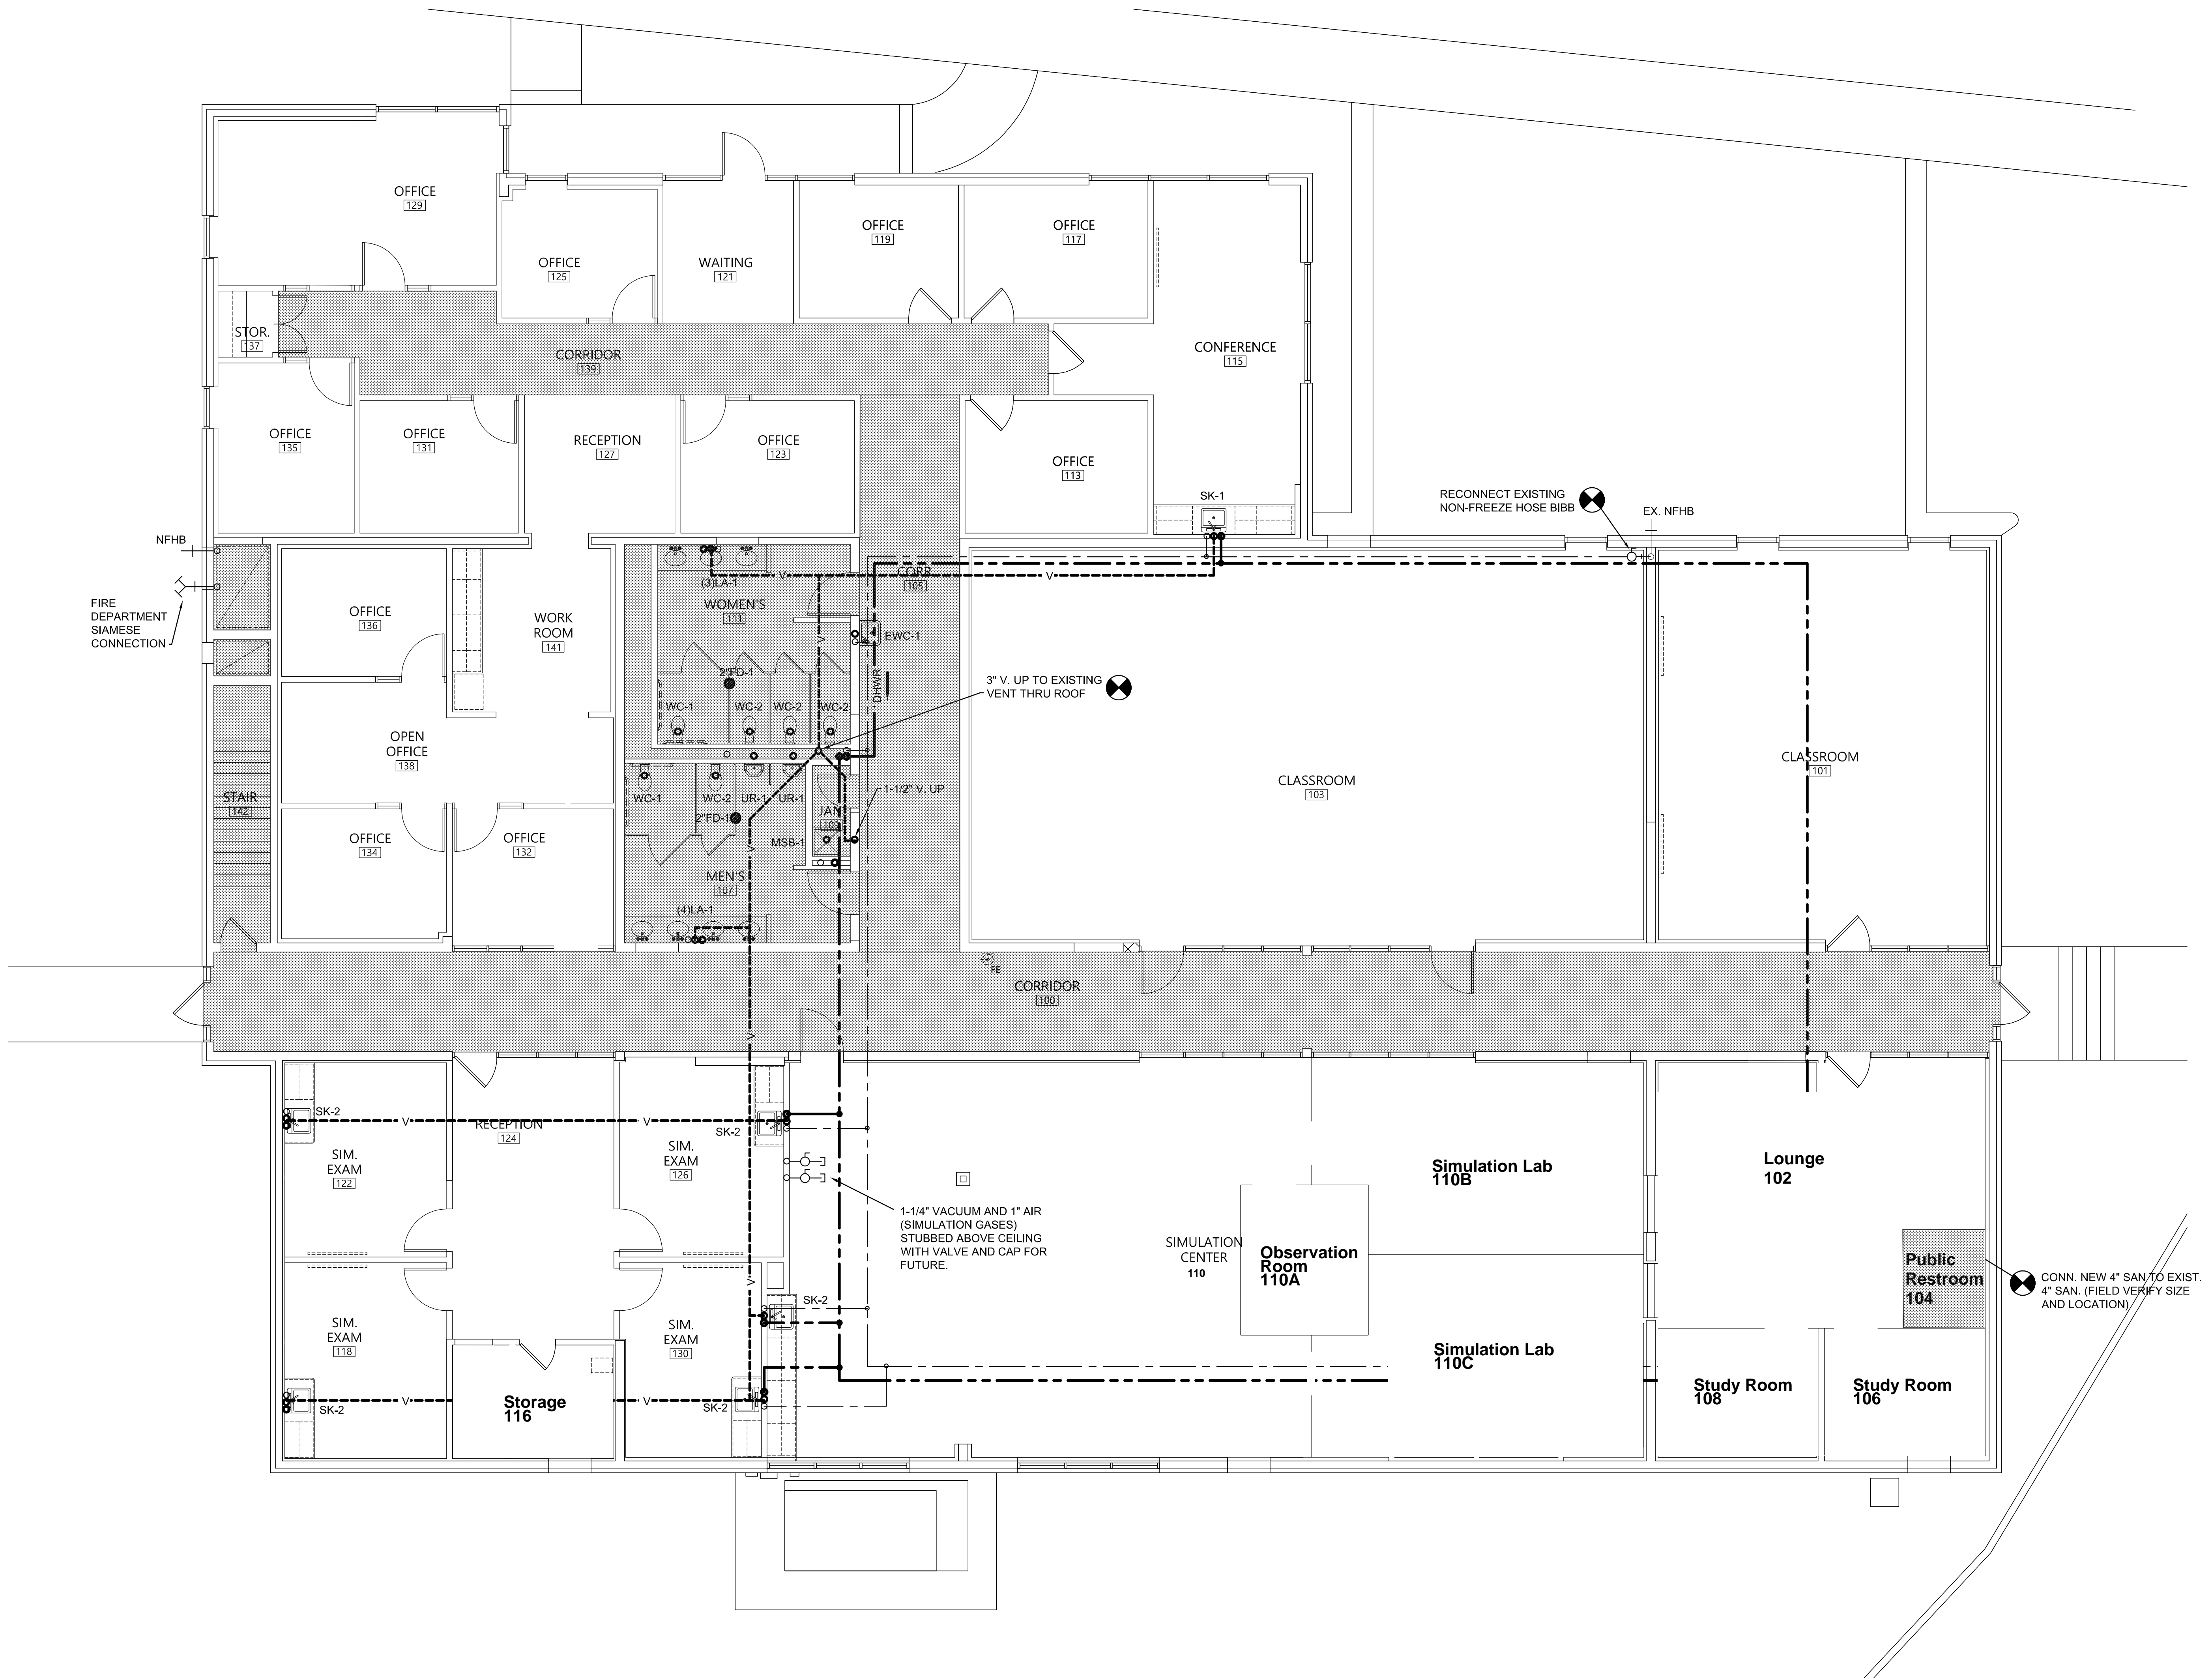 OFFICE
129
OFFICE
125
WAITING
121
OFFICE
119
OFFICE
117
STOR.
137
CORRIDOR
139
CONFERENCE
115
OFFICE
135
OFFICE
131
RECEPTION
127
OFFICE
123
OFFICE
113
SK-1
RECONNECT EXISTING
NON-FREEZE HOSE BIBB
EX. NFHB
NFHB
FIRE
DEPARTMENT
SIAMESE
CONNECTION
OFFICE
136
WORK
ROOM
141
(3)LA-1
V
V
CORR.
105
WOMEN'S
111
V
EWC-1
2"FD-1
DHWR
WC-1
WC-2
WC-2
WC-2
3" V. UP TO EXISTING
VENT THRU ROOF
OPEN
OFFICE
138
CLASSROOM
103
CLASSROOM
101
STAIR
142
WC-1
WC-2
UR-1
UR-1
1-1/2" V. UP
JAN
109
2"FD-1
MSB-1
V
OFFICE
134
OFFICE
132
MEN'S
107
(4)LA-1
FE
CORRIDOR
100
V
SK-2
V
RECEPTION
124
V
SK-2
SIM.
EXAM
122
SIM.
EXAM
126
Simulation Lab
110B
Lounge
102
1-1/4" VACUUM AND 1" AIR
(SIMULATION GASES)
STUBBED ABOVE CEILING
WITH VALVE AND CAP FOR
FUTURE.
SIMULATION
CENTER
110
Observation
Room
110A
Public
Restroom
104
CONN. NEW 4" SAN TO EXIST.
4" SAN. (FIELD VERIFY SIZE
AND LOCATION)
V
SK-2
SIM.
EXAM
118
SIM.
EXAM
130
Simulation Lab
110C
Study Room
108
Study Room
106
SK-2
V
Storage
116
V
SK-2